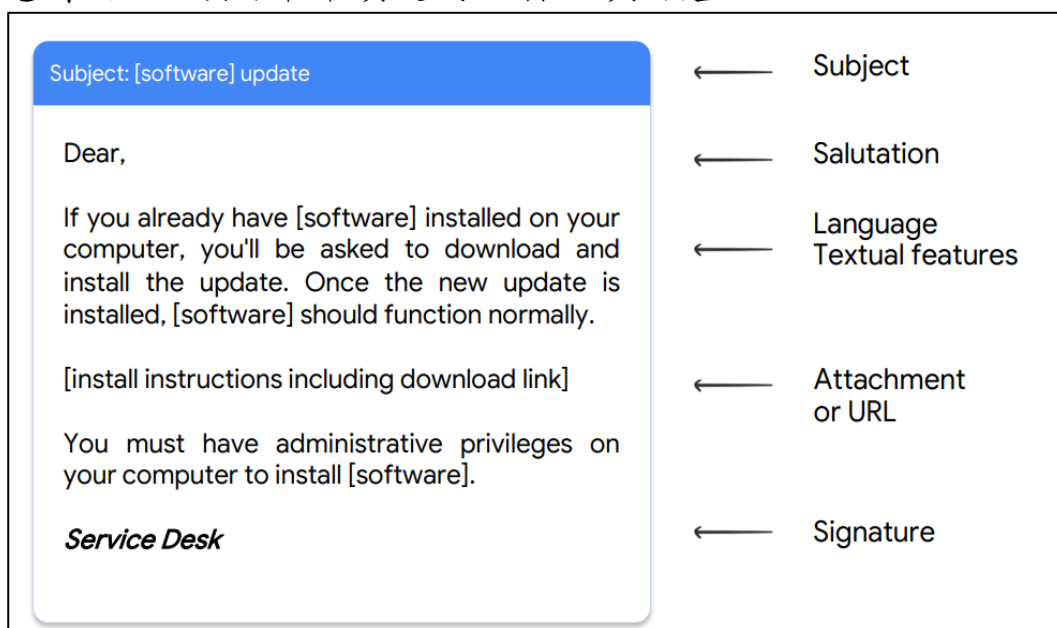 Subject: [software] update
Subject
Dear,
Salutation
If you already have [software] installed on your
computer, you'll be asked to download and
install the update. Once the new update is
installed, [software] should function normally.
Language
Textual features
[install instructions including download link]
Attachment
or URL
You must have administrative privileges on
your computer to install [software].
Service Desk
Signature